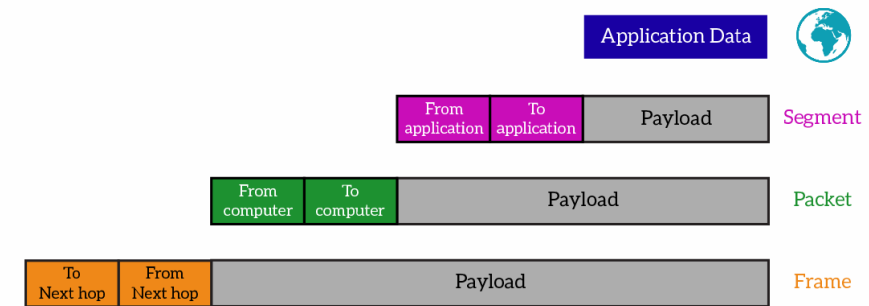 Application Data
From
application
To
application
Payload
Segment
From
computer
To
computer
Payload
Packet
To
Next hop
From
Next hop
Payload
Frame